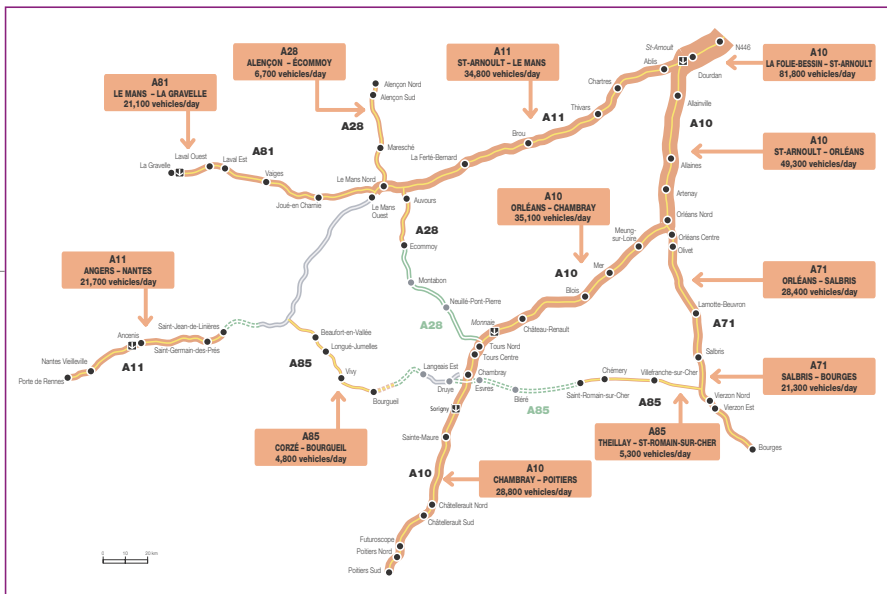 A28
ALENÇON – ÉCOMMOY
6,700 vehicles/day
A11
ST-ARNOULT – LE MANS
34,800 vehicles/day
A10
LA FOLIE-BESSIN – ST-ARNOULT
81,800 vehicles/day
A81
LE MANS – LA GRAVELLE
21,100 vehicles/day
St-Arnoult
N446
Ablis
Dourdan
Alençon Nord
Alençon Sud
Chartres
Allainville
Thivars
A10
A28
A11
Brou
Maresché
La Ferté-Bernard
A81
Laval Ouest
La Gravelle
Laval Est
Vaiges
Joué-en-Charnie
Le Mans Nord
Le Mans
Ouest
Auvours
Allaines
A10
ST-ARNOULT – ORLÉANS
49,300 vehicles/day
Artenay
A10
ORLÉANS – CHAMBRAY
35,100 vehicles/day
Orléans Nord
Orléans Centre
Olivet
Meung-
sur-Loire
A28
Ecommoy
A11
ANGERS – NANTES
21,700 vehicles/day
Mer
A10
Blois
A71
ORLÉANS – SALBRIS
28,400 vehicles/day
Montabon
Neuillé-Pont-Pierre
Lamotte-Beuvron
A71
A28
Monnaie
Château-Renault
Saint-Jean-de-Linières
Ancenis
Saint-Germain-des-Prés
Beaufort-en-Vallée
Longué-Jumelles
Tours Nord
Tours Centre
Nantes Vieilleville
A11
Porte de Rennes
A85
Vivy
Bourgueil
Langeais Est
Druye
Chambray
Esvres
Bléré
A85
Chémery
Saint-Romain-sur-Cher
Villefranche-sur-Cher
A85
Salbris
A71
SALBRIS – BOURGES
21,300 vehicles/day
Vierzon Nord
Vierzon Est
Bourges
Sorigny
Sainte-Maure
A85
CORZÉ – BOURGUEIL
4,800 vehicles/day
A85
THEILLAY – ST-ROMAIN-SUR-CHER
5,300 vehicles/day
A10
A10
CHAMBRAY – POITIERS
28,800 vehicles/day
Châtellerault Nord
Châtellerault Sud
Futuroscope
Poitiers Nord
Poitiers Sud
0 10 20 km